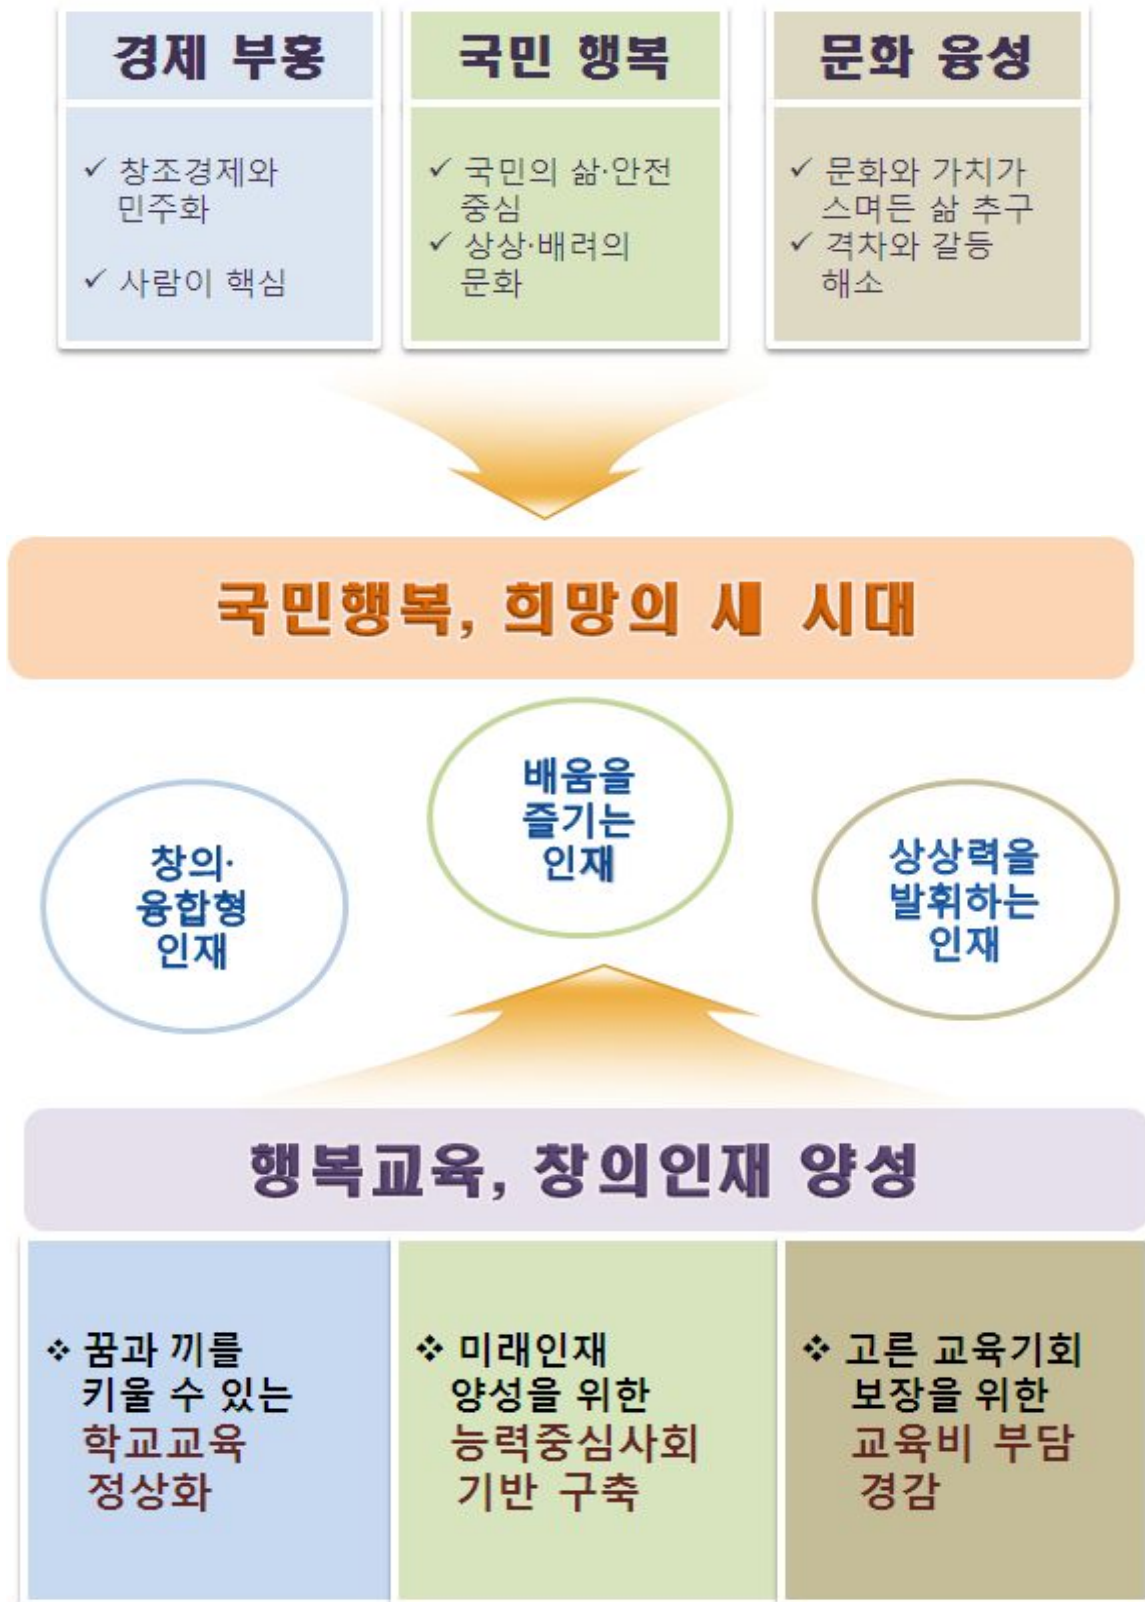 경제 부흥
✓ 창조경제와
민주화
✓ 사람이 핵심
국민 행복
✓ 국민의 삶·안전
중심
✓ 상상·배려의
문화
문화 융성
✓ 문화와 가치가
스며든 삶 추구
✓ 격차와 갈등
해소
국민행복, 희망의 새 시대
창의·
융합형
인재
배움을
즐기는
인재
상상력을
발휘하는
인재
행복교육, 창의인재 양성
❖ 꿈과 끼를
키울 수 있는
학교교육
정상화
❖ 미래인재
양성을 위한
능력중심사회
기반 구축
❖ 고른 교육기회
보장을 위한
교육비 부담
경감